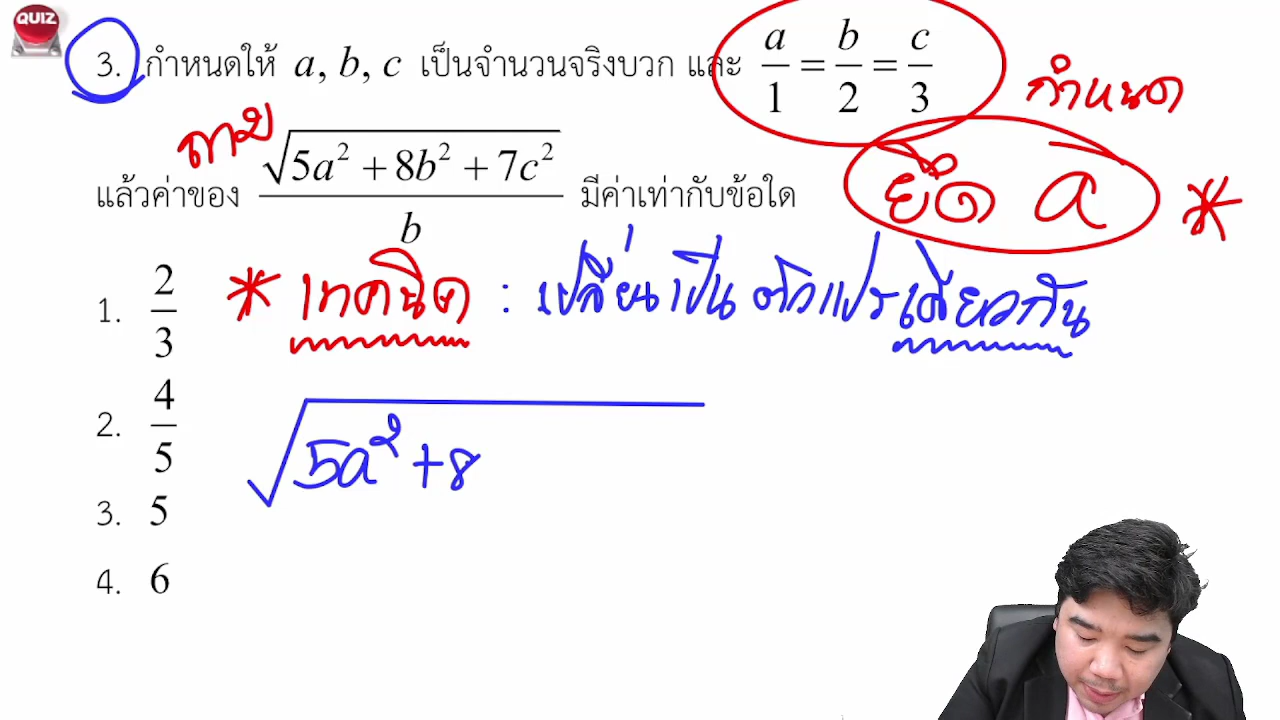 QUIZ
3. กำหนดให้ a, b, c เป็นจำนวนจริงบวก และ a/1 = b/2 = c/3 กำหนด
ถาม
แล้วค่าของ √(5a² + 8b² + 7c²)/b มีค่าเท่ากับข้อใด ยึด a *
* เทคนิค : เปลี่ยนเป็นตัวแปรเดียวกัน
1. 2/3
2. 4/5
3. 5
4. 6
√5a² + 8